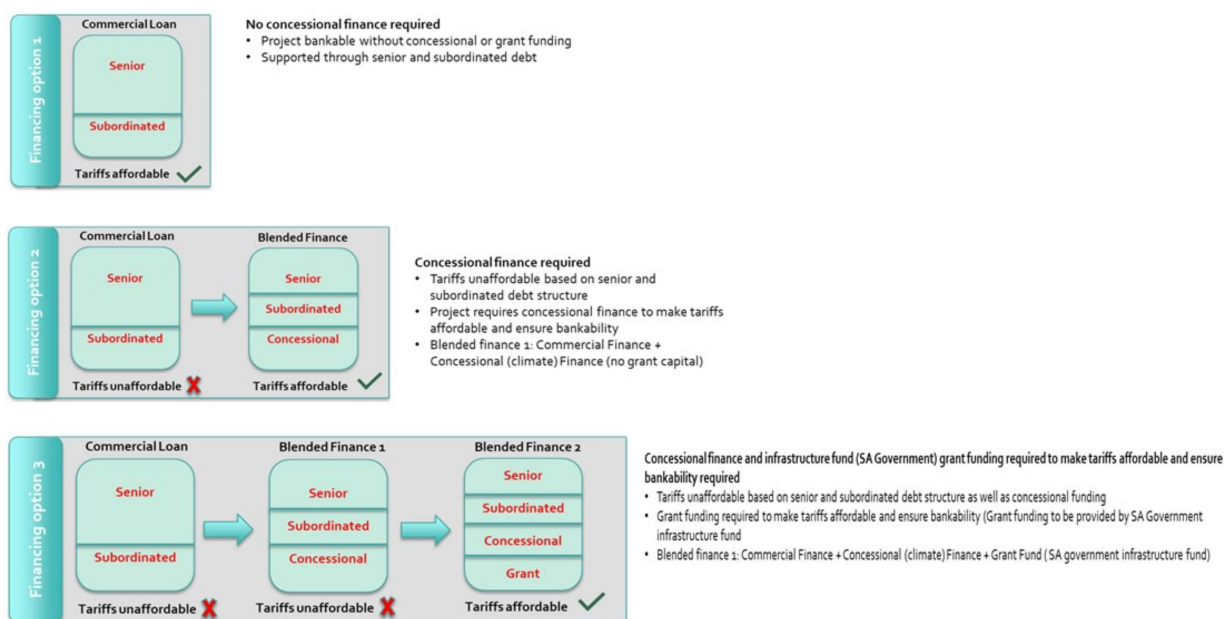 Financing option 1
Commercial Loan
Senior
Subordinated
Tariffs affordable
No concessional finance required
• Project bankable without concessional or grant funding
• Supported through senior and subordinated debt
Financing option 2
Commercial Loan
Senior
Subordinated
Tariffs unaffordable
Blended Finance
Senior
Subordinated
Concessional
Tariffs affordable
Concessional finance required
• Tariffs unaffordable based on senior and
subordinated debt structure
• Project requires concessional finance to make tariffs
affordable and ensure bankability
• Blended finance 1: Commercial Finance +
Concessional (climate) Finance (no grant capital)
Financing option 3
Commercial Loan
Senior
Subordinated
Tariffs unaffordable
Blended Finance 1
Senior
Subordinated
Concessional
Tariffs unaffordable
Blended Finance 2
Senior
Subordinated
Concessional
Grant
Tariffs affordable
Concessional finance and infrastructure fund (SA Government) grant funding required to make tariffs affordable and ensure
bankability required
• Tariffs unaffordable based on senior and subordinated debt structure as well as concessional funding
• Grant funding required to make tariffs affordable and ensure bankability (Grant funding to be provided by SA Government
infrastructure fund
• Blended finance 1: Commercial Finance + Concessional (climate) Finance + Grant Fund ( SA government infrastructure fund)